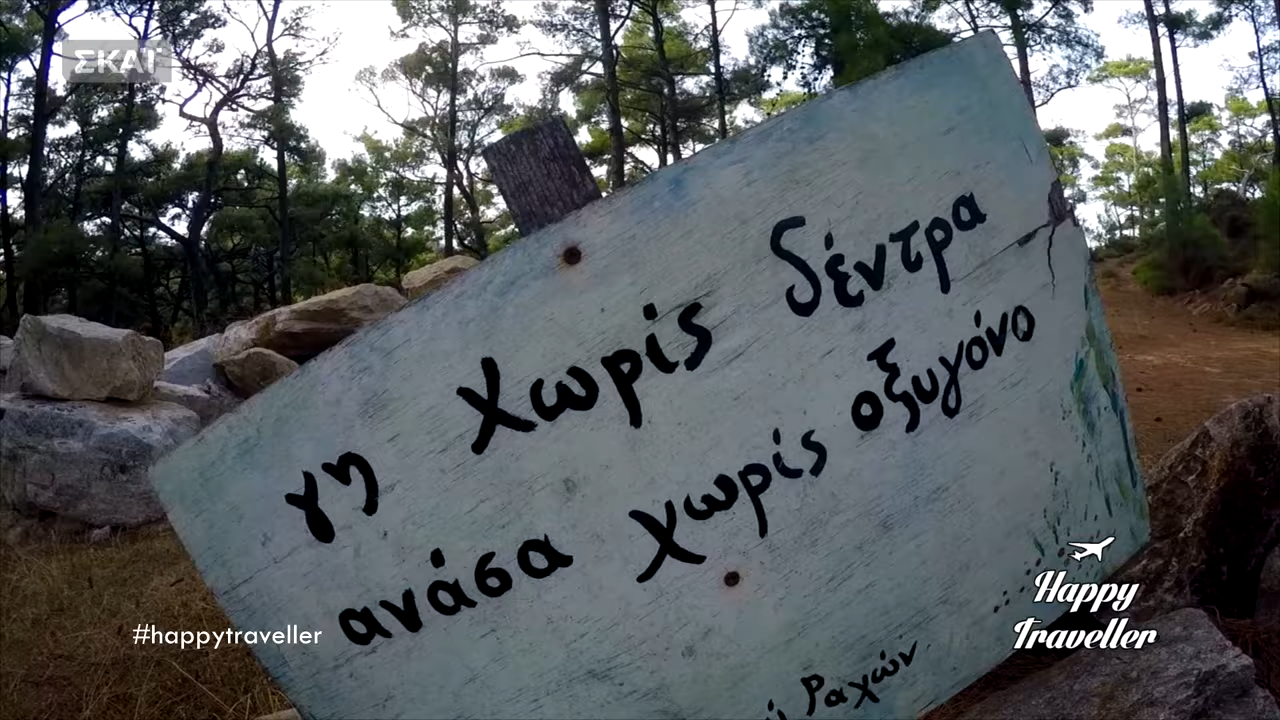 ΣΚΑΪ
γη χωρίς δέντρα
ανάσα χωρίς οξυγόνο
Ραχών
#happytraveller
Happy
Traveller